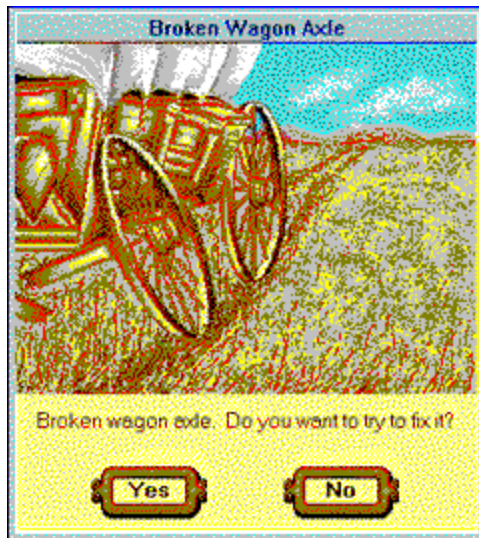 Broken Wagon Axle
Broken wagon axle. Do you want to try to fix it?
Yes
No